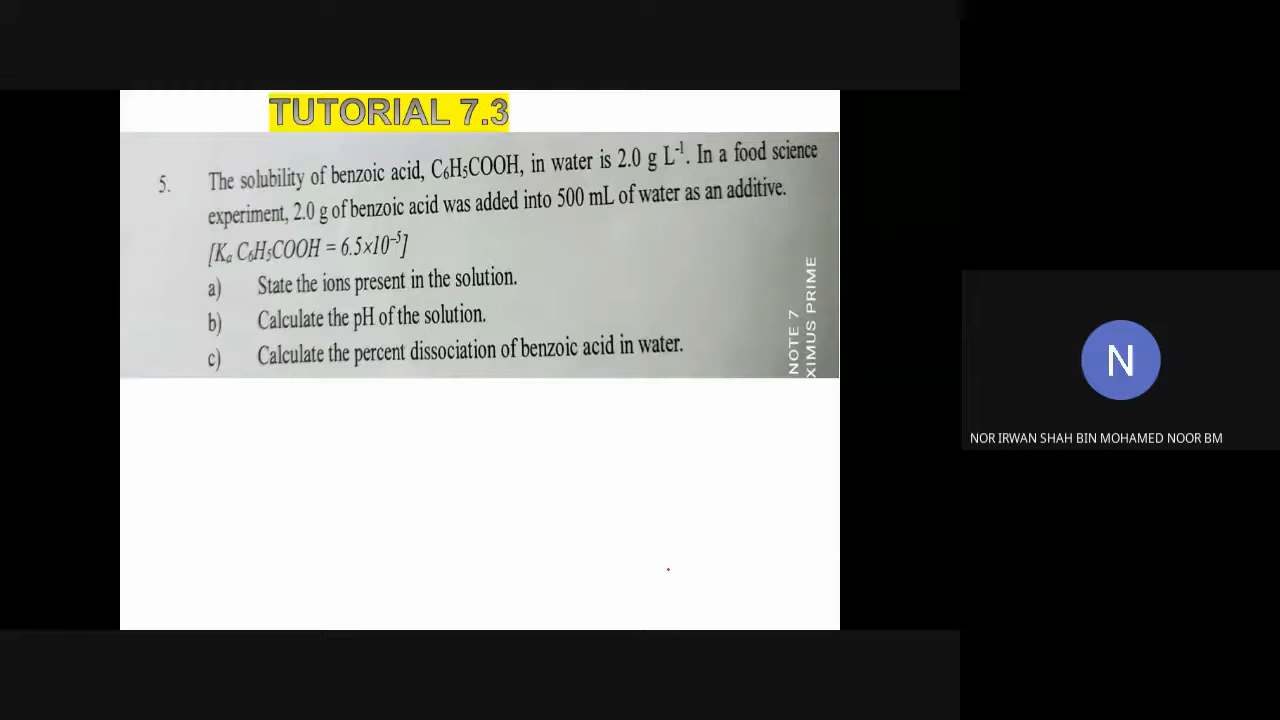 TUTORIAL 7.3
5. The solubility of benzoic acid, C₆H₅COOH, in water is 2.0 g L⁻¹. In a food science
experiment, 2.0 g of benzoic acid was added into 500 mL of water as an additive.
[Kₐ C₆H₅COOH = 6.5×10⁻⁵]
a) State the ions present in the solution.
b) Calculate the pH of the solution.
c) Calculate the percent dissociation of benzoic acid in water.
NOTE 7
XIMUS PRIME
N
NOR IRWAN SHAH BIN MOHAMED NOOR BM